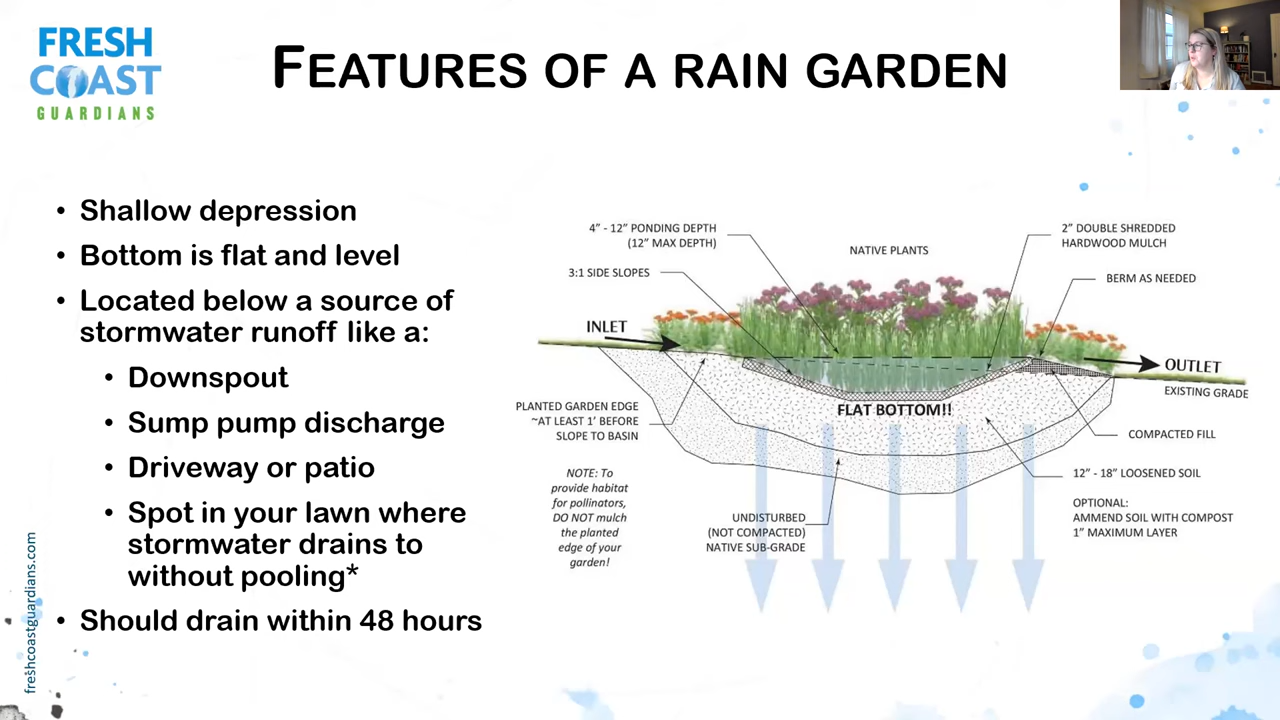 FRESH
COAST
GUARDIANS
FEATURES OF A RAIN GARDEN
• Shallow depression
• Bottom is flat and level
• Located below a source of
stormwater runoff like a:
• Downspout
• Sump pump discharge
• Driveway or patio
• Spot in your lawn where
stormwater drains to
without pooling*
• Should drain within 48 hours
4” - 12” PONDING DEPTH
(12” MAX DEPTH)
3:1 SIDE SLOPES
NATIVE PLANTS
2” DOUBLE SHREDDED
HARDWOOD MULCH
BERM AS NEEDED
INLET
OUTLET
EXISTING GRADE
PLANTED GARDEN EDGE
~AT LEAST 1’ BEFORE
SLOPE TO BASIN
FLAT BOTTOM!!
COMPACTED FILL
12” - 18” LOOSENED SOIL
NOTE: To
provide habitat
for pollinators,
DO NOT mulch
the planted
edge of your
garden!
UNDISTURBED
(NOT COMPACTED)
NATIVE SUB-GRADE
OPTIONAL:
AMMEND SOIL WITH COMPOST
1” MAXIMUM LAYER
freshcoastguardians.com